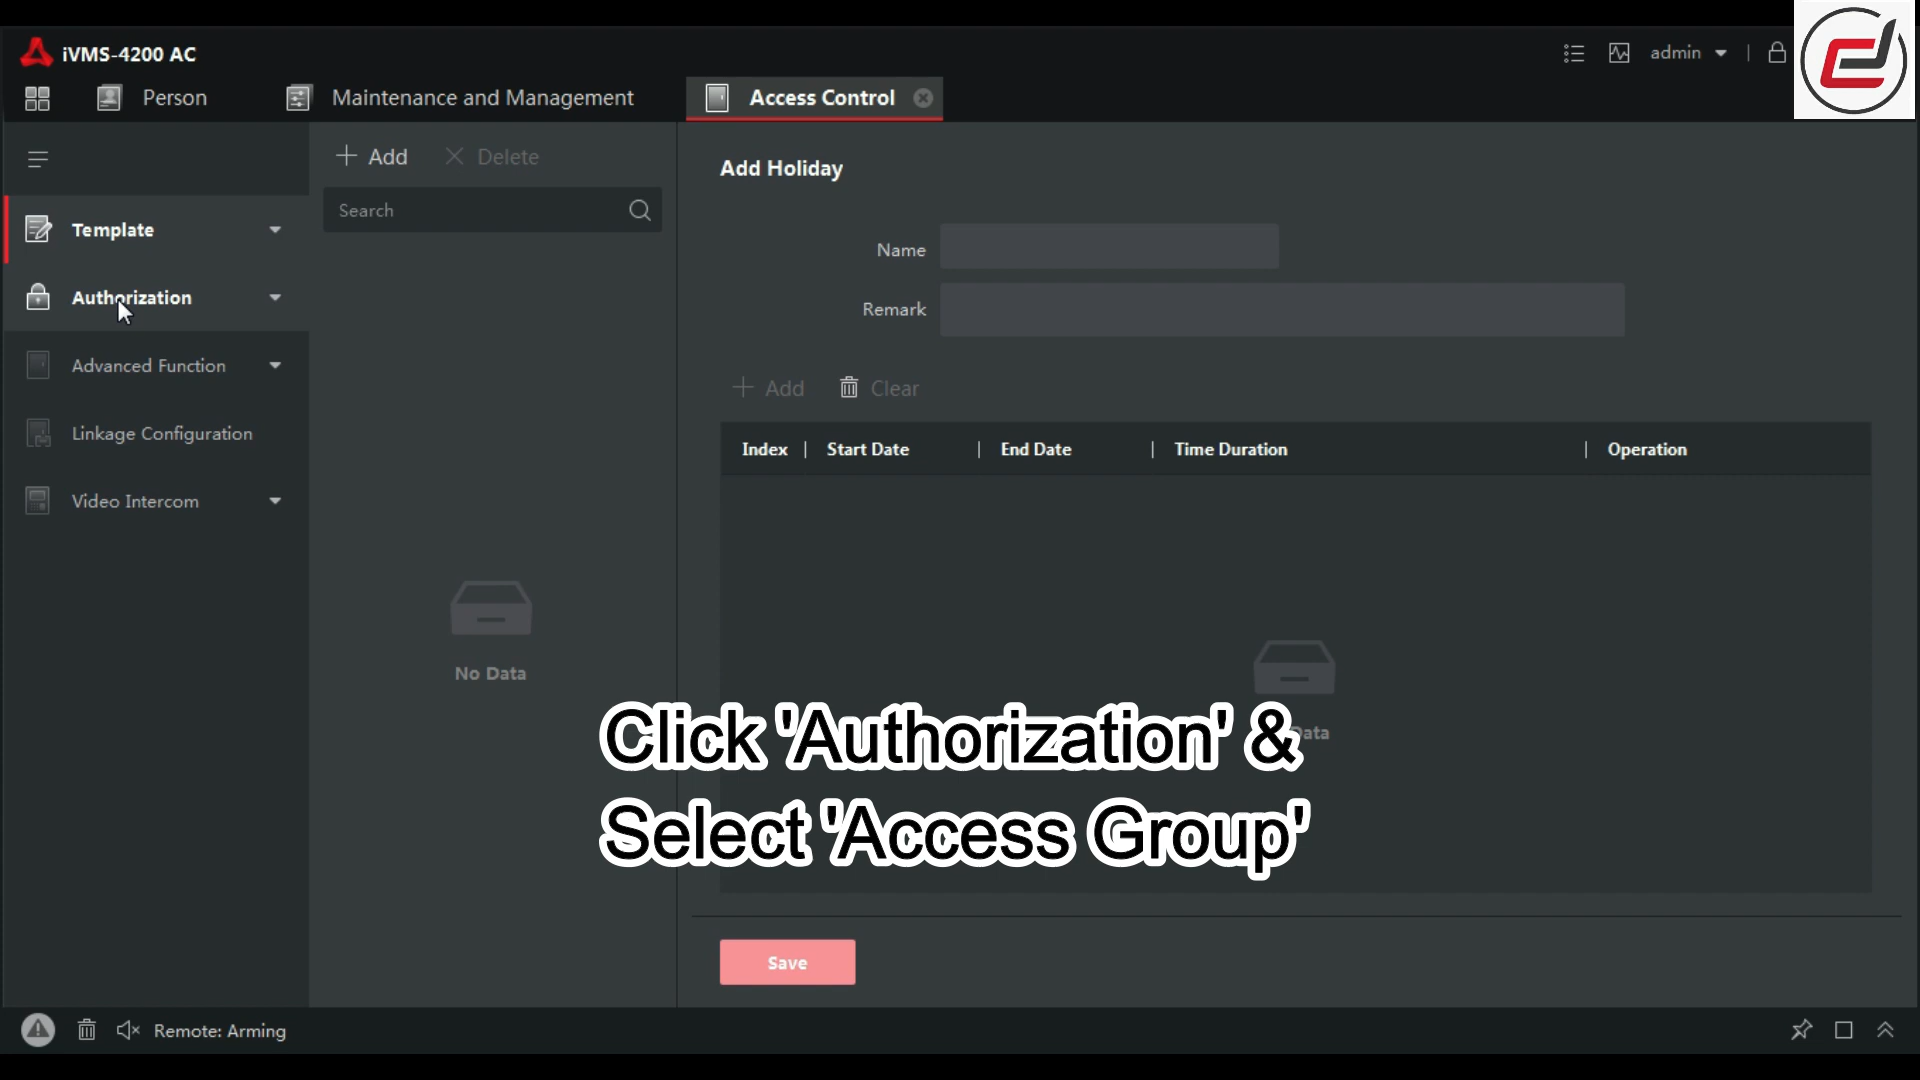 iVMS-4200 AC
admin
Person
Maintenance and Management
Access Control
Add
Delete
Search
Template
Authorization
Advanced Function
Linkage Configuration
Video Intercom
No Data
Add Holiday
Name
Remark
Add
Clear
Index | Start Date | End Date | Time Duration | Operation
Data
Click 'Authorization' &
Select 'Access Group'
Save
Remote: Arming